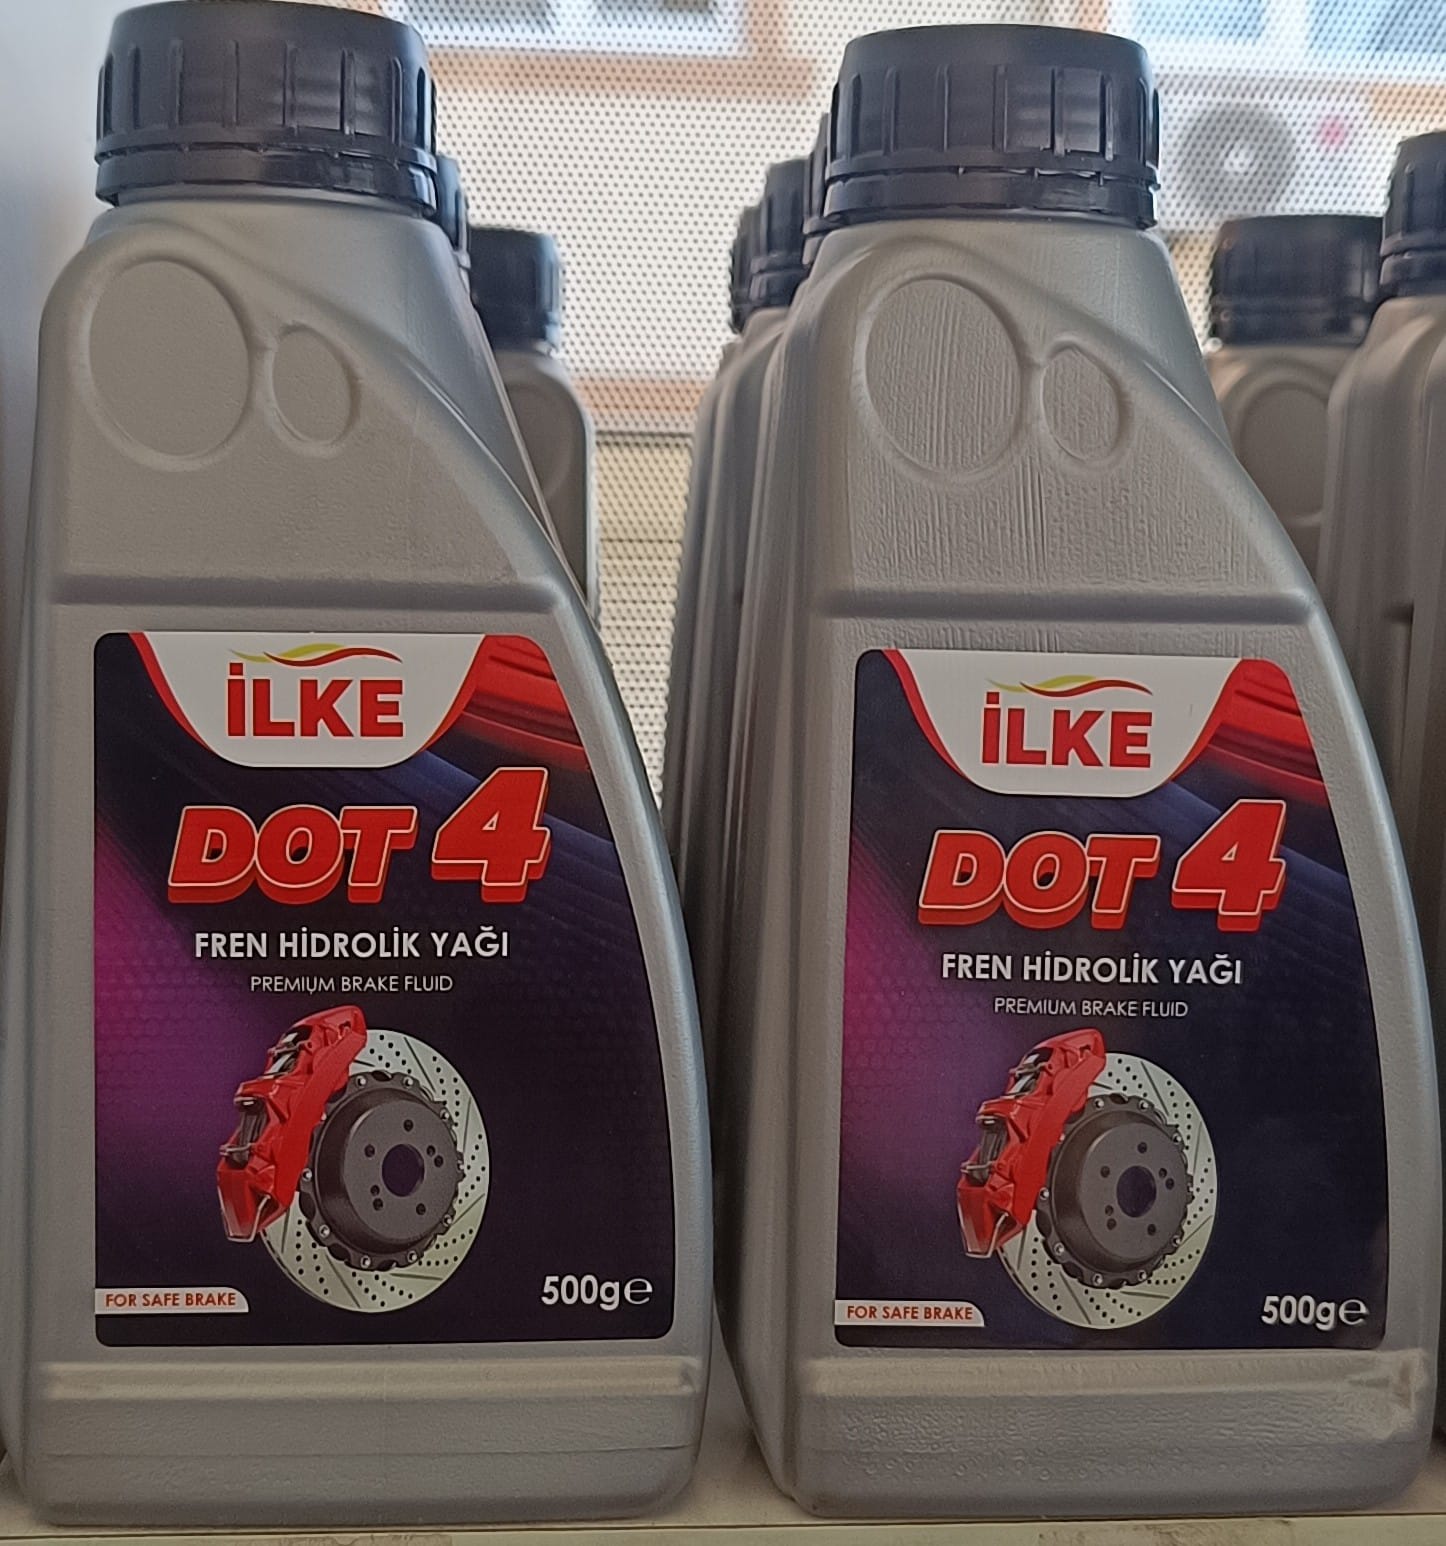 İLKE
DOT 4
FREN HİDROLİK YAĞI
PREMIUM BRAKE FLUID
FOR SAFE BRAKE
500g℮
İLKE
DOT 4
FREN HİDROLİK YAĞI
PREMIUM BRAKE FLUID
FOR SAFE BRAKE
500g℮